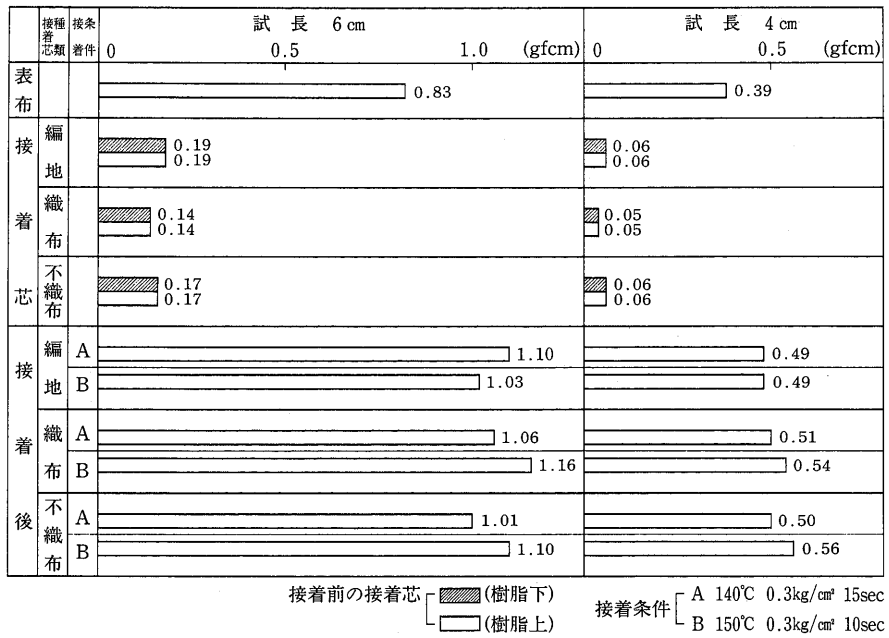 接着芯種類 接着条件 試長 6cm 試長 4cm
0 0.5 1.0 (gfcm) 0 0.5 (gfcm)
表布 0.83 0.39
接着芯 編地 0.19 0.06
0.19 0.06
織布 0.14 0.05
0.14 0.05
不織布 0.17 0.06
0.17 0.06
接着後 編地 A 1.10 0.49
B 1.03 0.49
織布 A 1.06 0.51
B 1.16 0.54
不織布 A 1.01 0.50
B 1.10 0.56
接着前の接着芯 (樹脂下)
(樹脂上)
接着条件 A 140℃ 0.3kg/cm² 15sec
B 150℃ 0.3kg/cm² 10sec